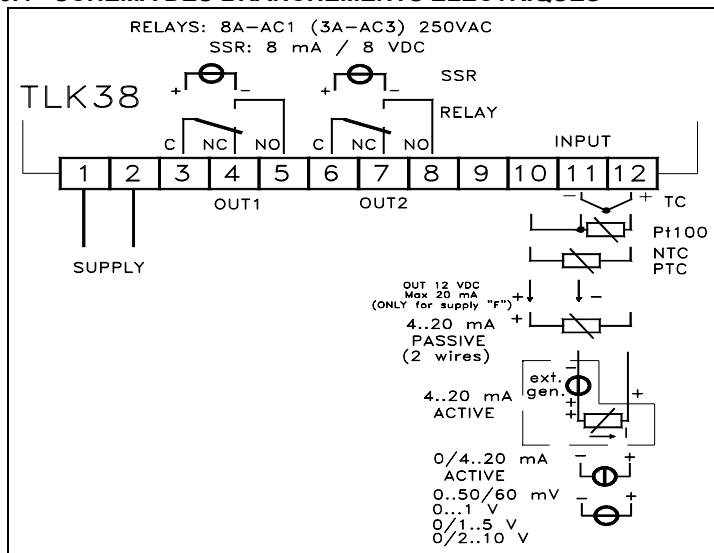 SCHEMA DES BRANCHEMENTS ELECTRIQUES
RELAYS: 8A-AC1 (3A-AC3) 250VAC
SSR: 8 mA / 8 VDC
+ - + - SSR
TLK38
RELAY
C NC NO C NC NO INPUT
1 2 3 4 5 6 7 8 9 10 11 12
OUT1 OUT2
- + TC
Pt100
SUPPLY
NTC
PTC
OUT 12 VDC
Max 20 mA
(ONLY for supply "F")
+ -
4..20 mA +
PASSIVE
(2 wires)
-
ext.
gen.
+ +
+
4..20 mA
ACTIVE
I
0/4..20 mA - +
ACTIVE
0..50/60 mV - +
0...1 V
0/1..5 V
0/2..10 V